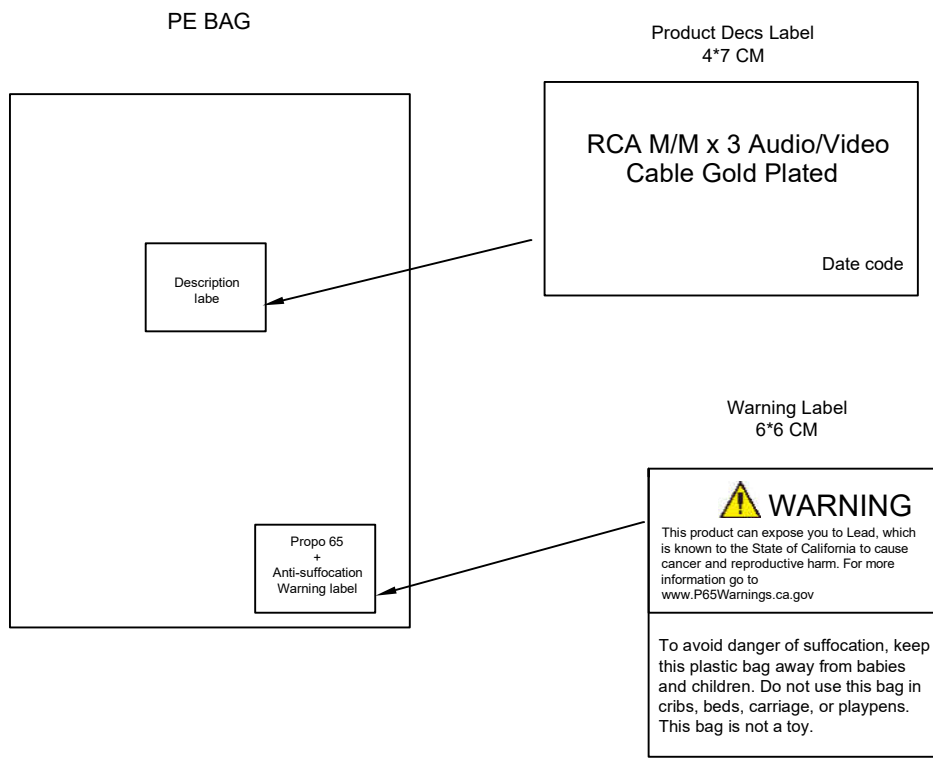 PE BAG
Product Decs Label
4*7 CM
RCA M/M x 3 Audio/Video
Cable Gold Plated
Date code
Description
labe
Warning Label
6*6 CM
WARNING
This product can expose you to Lead, which
is known to the State of California to cause
cancer and reproductive harm. For more
information go to
www.P65Warnings.ca.gov
Propo 65
+
Anti-suffocation
Warning label
To avoid danger of suffocation, keep
this plastic bag away from babies
and children. Do not use this bag in
cribs, beds, carriage, or playpens.
This bag is not a toy.